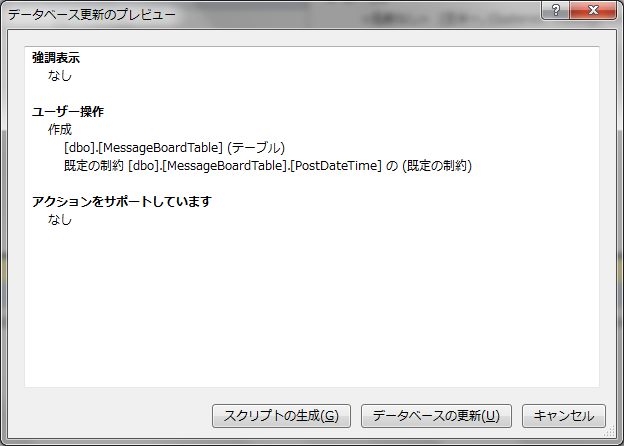 データベース更新のプレビュー
強調表示
なし
ユーザー操作
作成
[dbo].[MessageBoardTable] (テーブル)
既定の制約 [dbo].[MessageBoardTable].[PostDateTime] の (既定の制約)
アクションをサポートしています
なし
スクリプトの生成(G) データベースの更新(U) キャンセル